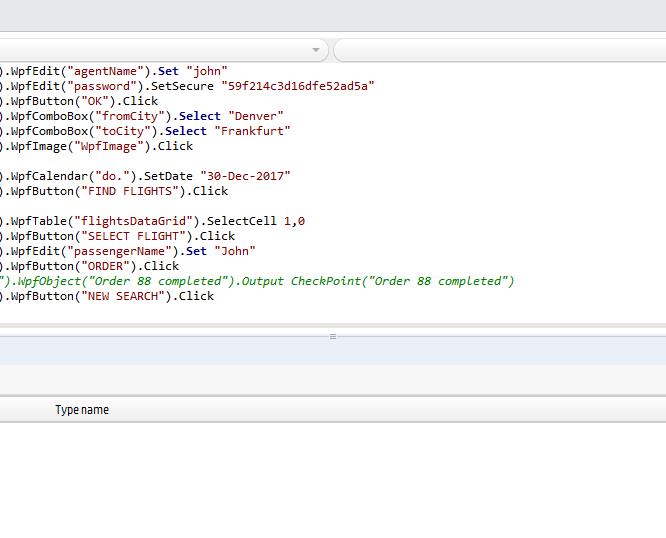 ).WpfEdit("agentName").Set "john"
).WpfEdit("password").SetSecure "59f214c3d16dfe52ad5a"
).WpfButton("OK").Click
).WpfComboBox("fromCity").Select "Denver"
).WpfComboBox("toCity").Select "Frankfurt"
).WpfImage("WpfImage").Click
).WpfCalendar("do.").SetDate "30-Dec-2017"
).WpfButton("FIND FLIGHTS").Click
).WpfTable("flightsDataGrid").SelectCell 1,0
).WpfButton("SELECT FLIGHT").Click
).WpfEdit("passengerName").Set "John"
).WpfButton("ORDER").Click
").WpfObject("Order 88 completed").Output CheckPoint("Order 88 completed")
).WpfButton("NEW SEARCH").Click
Type name